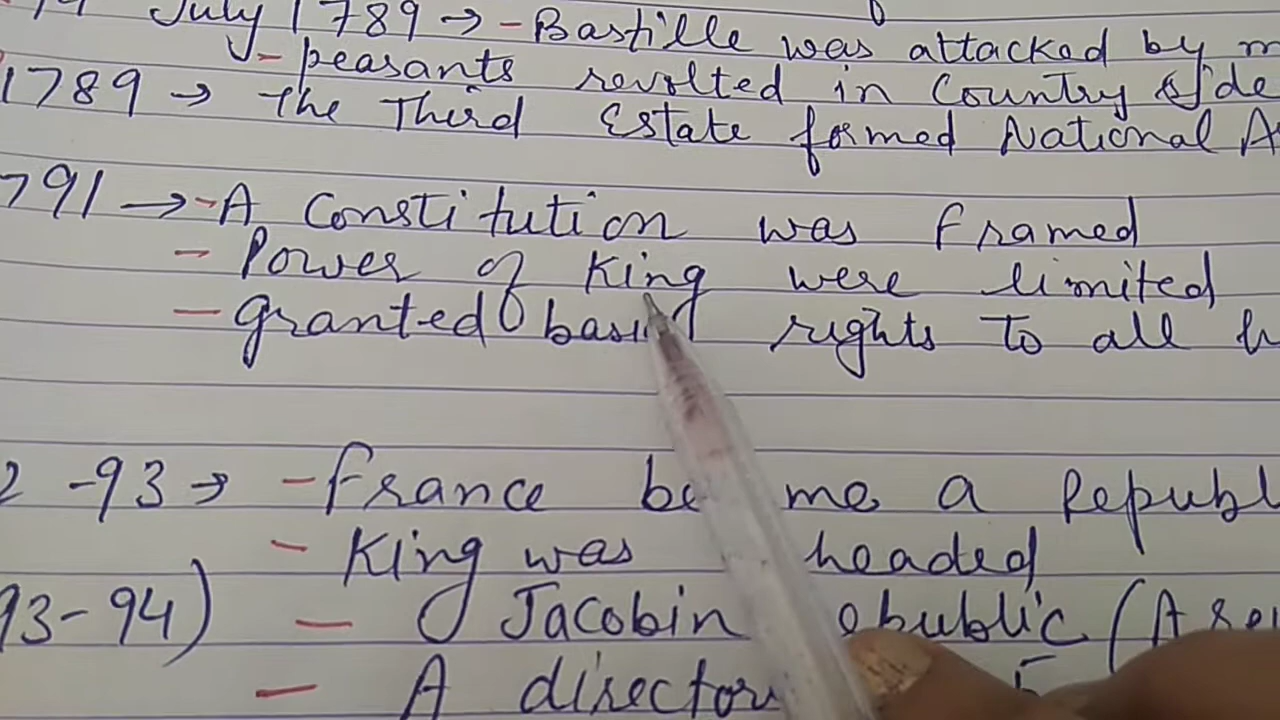 July 1789 → - Bastille was attacked by
- peasants revolted in Country side
1789 → The Third Estate formed National
791 → - A Constitution was framed
- Power of King were limited
- granted basic rights to all
2 -93 → - France be me a Republ
- King was headed
93-94) - Jacobin epublic (A
- A director